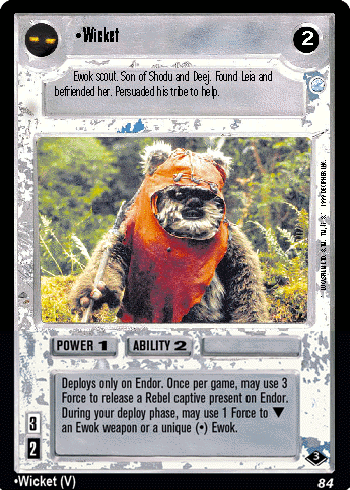 •Wicket
2
Ewok scout. Son of Shodu and Deej. Found Leia and
befriended her. Persuaded his tribe to help.
POWER 1 ABILITY 2
Deploys only on Endor. Once per game, may use 3
Force to release a Rebel captive present on Endor.
During your deploy phase, may use 1 Force to ▼
an Ewok weapon or a unique (•) Ewok.
3
2
3
•Wicket (V)
84